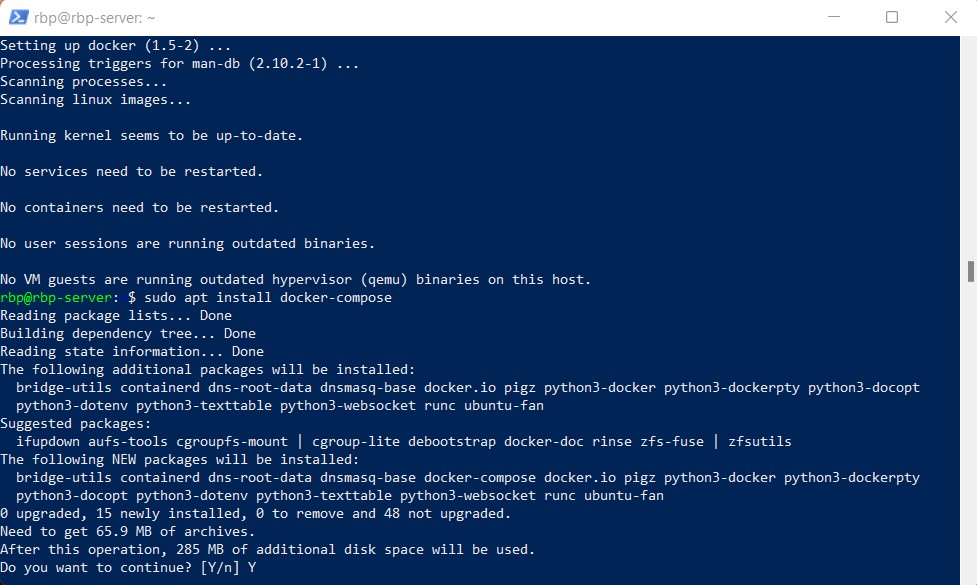 rbp@rbp-server: ~
Setting up docker (1.5-2) ...
Processing triggers for man-db (2.10.2-1) ...
Scanning processes...
Scanning linux images...
Running kernel seems to be up-to-date.
No services need to be restarted.
No containers need to be restarted.
No user sessions are running outdated binaries.
No VM guests are running outdated hypervisor (qemu) binaries on this host.
rbp@rbp-server: $ sudo apt install docker-compose
Reading package lists... Done
Building dependency tree... Done
Reading state information... Done
The following additional packages will be installed:
  bridge-utils containerd dns-root-data dnsmasq-base docker.io pigz python3-docker python3-dockerpty python3-docopt
  python3-dotenv python3-texttable python3-websocket runc ubuntu-fan
Suggested packages:
  ifupdown aufs-tools cgroupfs-mount | cgroup-lite debootstrap docker-doc rinse zfs-fuse | zfsutils
The following NEW packages will be installed:
  bridge-utils containerd dns-root-data dnsmasq-base docker-compose docker.io pigz python3-docker python3-dockerpty
  python3-docopt python3-dotenv python3-texttable python3-websocket runc ubuntu-fan
0 upgraded, 15 newly installed, 0 to remove and 48 not upgraded.
Need to get 65.9 MB of archives.
After this operation, 285 MB of additional disk space will be used.
Do you want to continue? [Y/n] Y